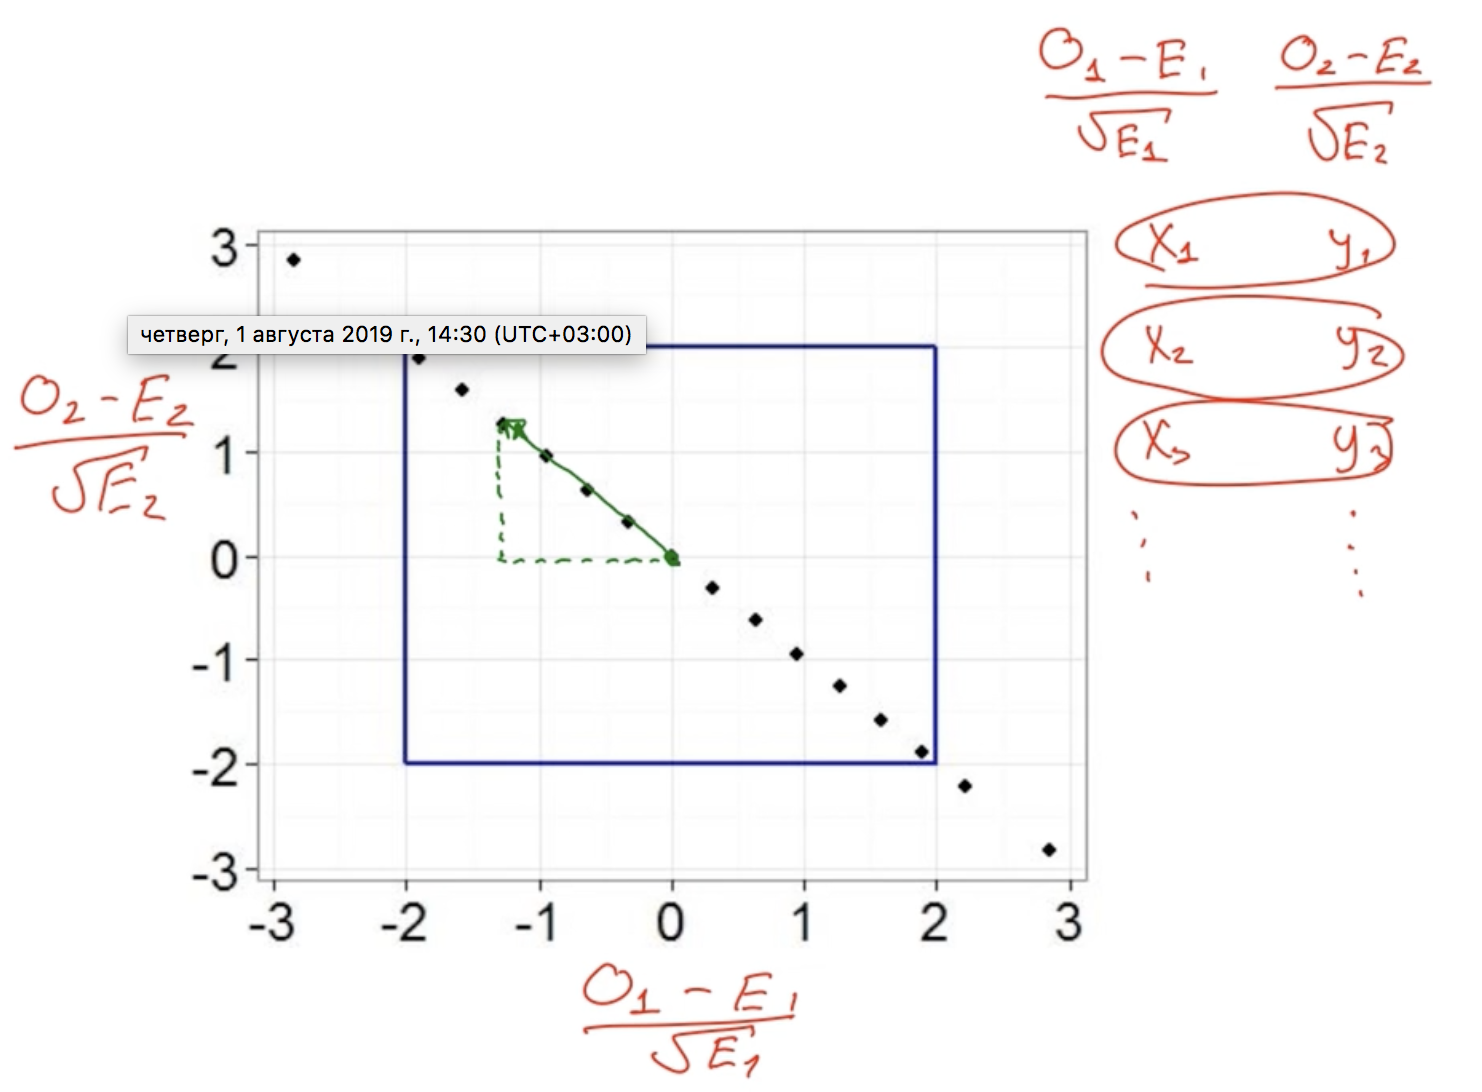 O₁ - E₁ O₂ - E₂
√E₁ √E₂
x₁ y₁
x₂ y₂
x₃ y₃
3
четверг, 1 августа 2019 г., 14:30 (UTC+03:00)
2
O₂ - E₂
√E₂
1
0
-1
-2
-3
-3 -2 -1 0 1 2 3
O₁ - E₁
√E₁